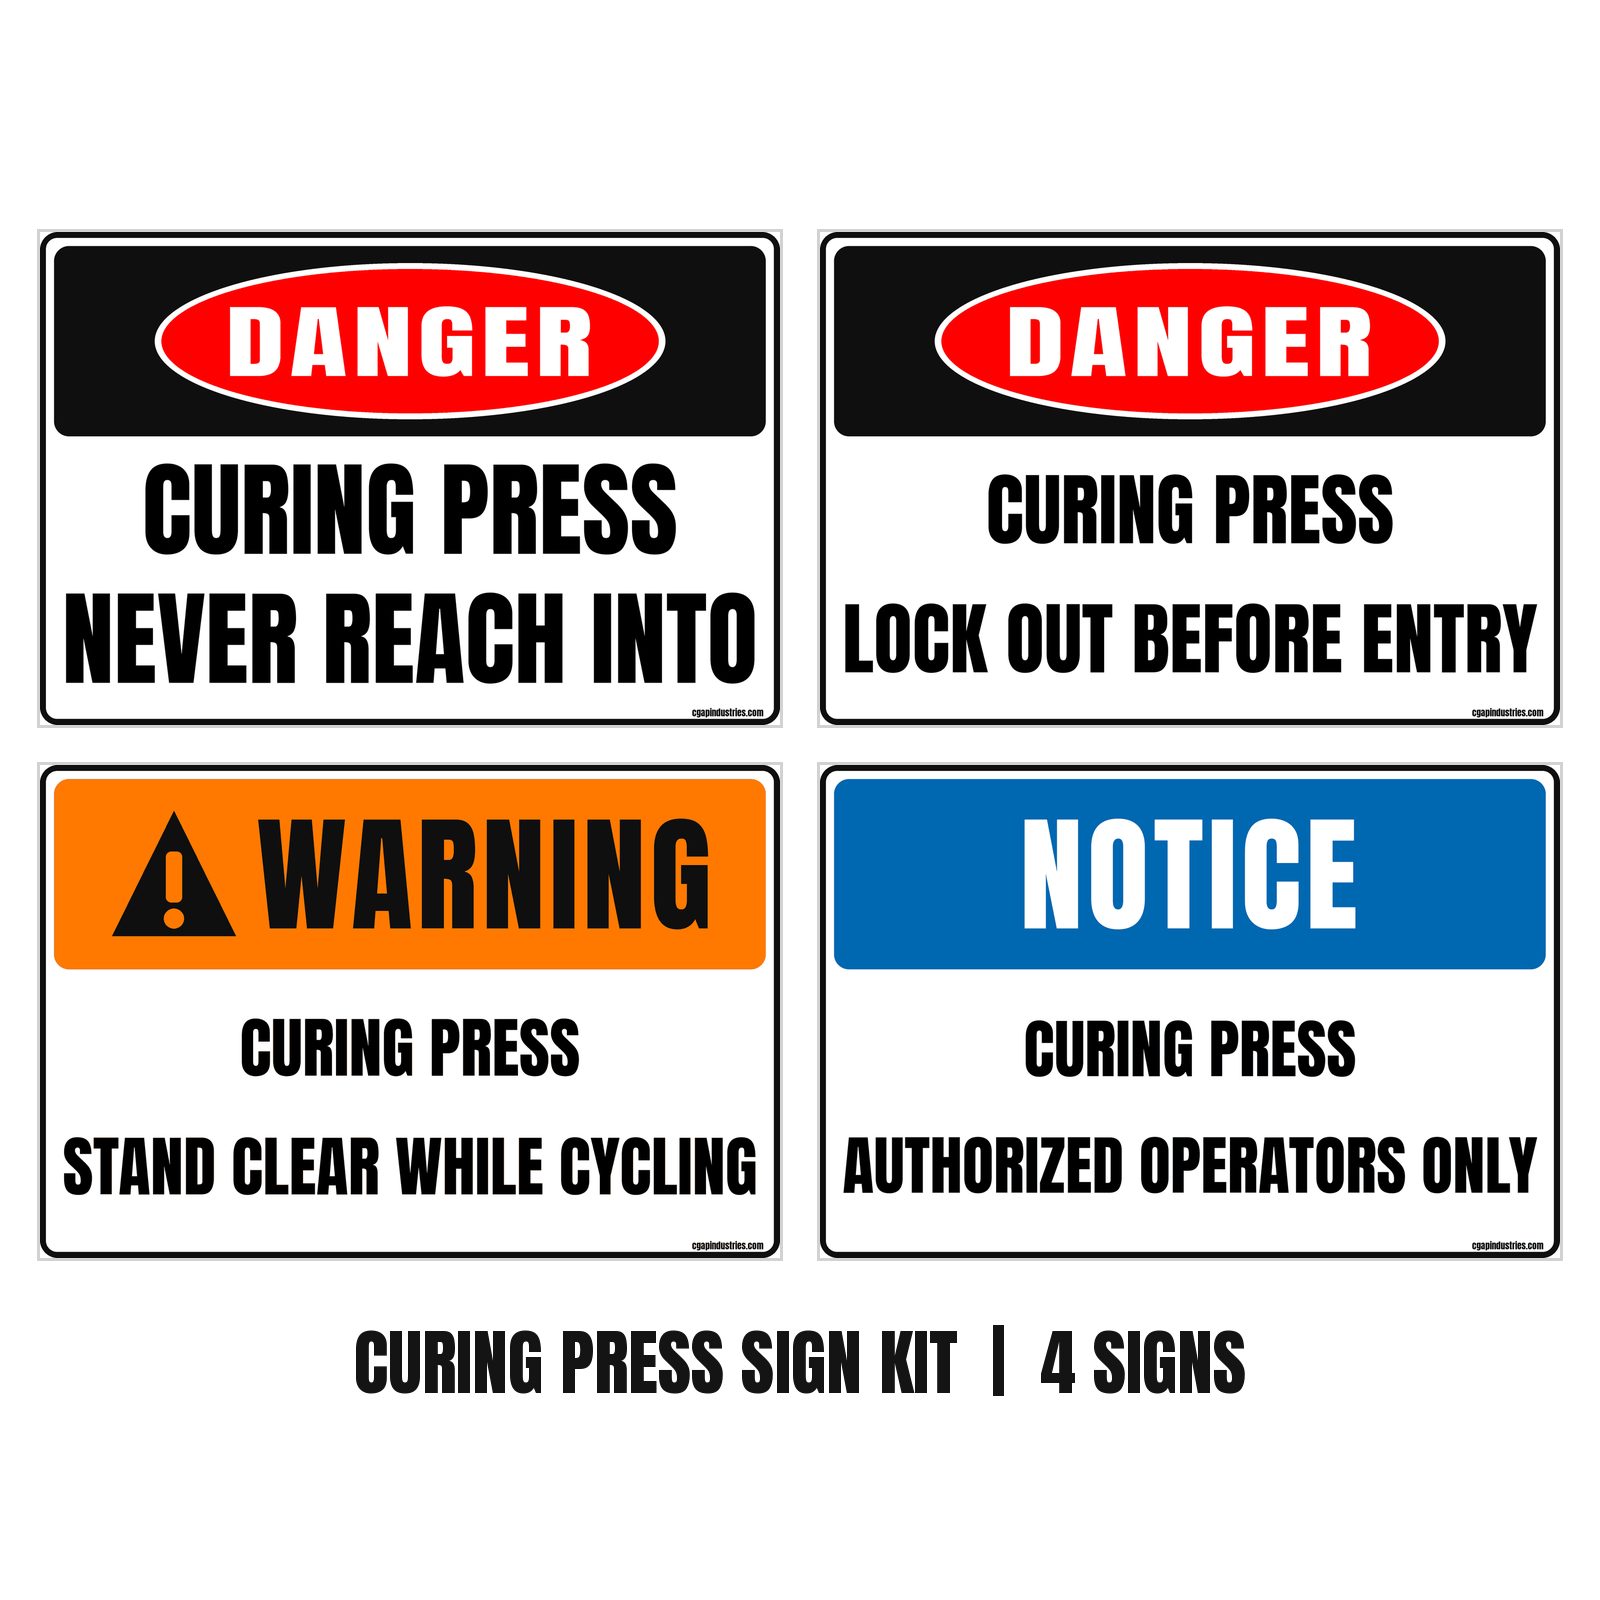 DANGER
CURING PRESS
NEVER REACH INTO
cgapindustries.com
DANGER
CURING PRESS
LOCK OUT BEFORE ENTRY
cgapindustries.com
WARNING
CURING PRESS
STAND CLEAR WHILE CYCLING
cgapindustries.com
NOTICE
CURING PRESS
AUTHORIZED OPERATORS ONLY
cgapindustries.com
CURING PRESS SIGN KIT | 4 SIGNS